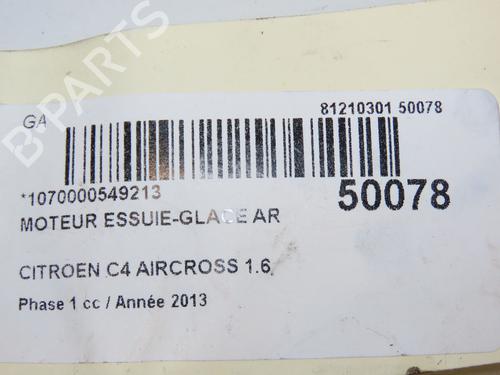 GA
81210301 50078
*1070000549213
50078
MOTEUR ESSUIE-GLACE AR
CITROEN C4 AIRCROSS 1.6
Phase 1 cc / Année 2013
B-PARTS